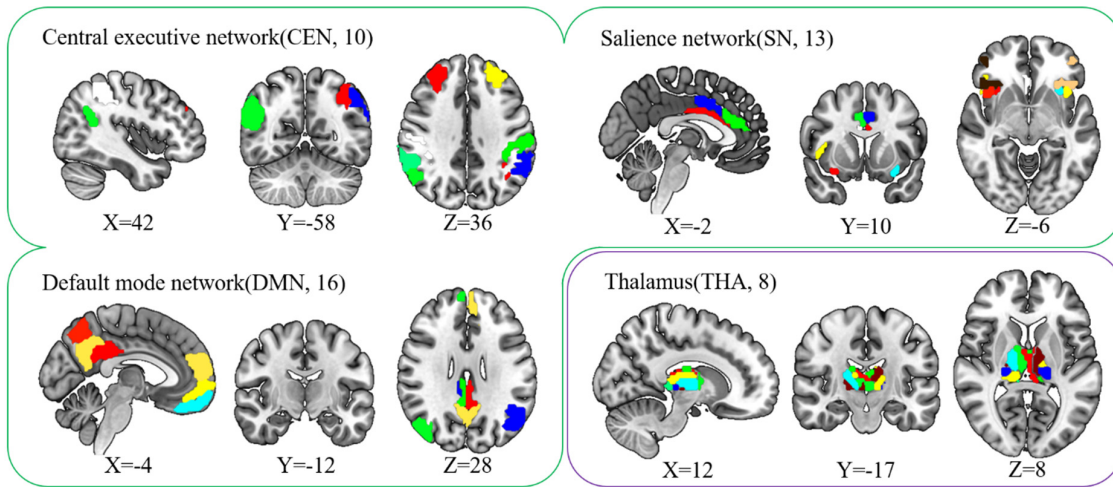 Central executive network(CEN, 10)
X=42
Y=-58
Z=36
Salience network(SN, 13)
X=-2
Y=10
Z=-6
Default mode network(DMN, 16)
X=-4
Y=-12
Z=28
Thalamus(THA, 8)
X=12
Y=-17
Z=8